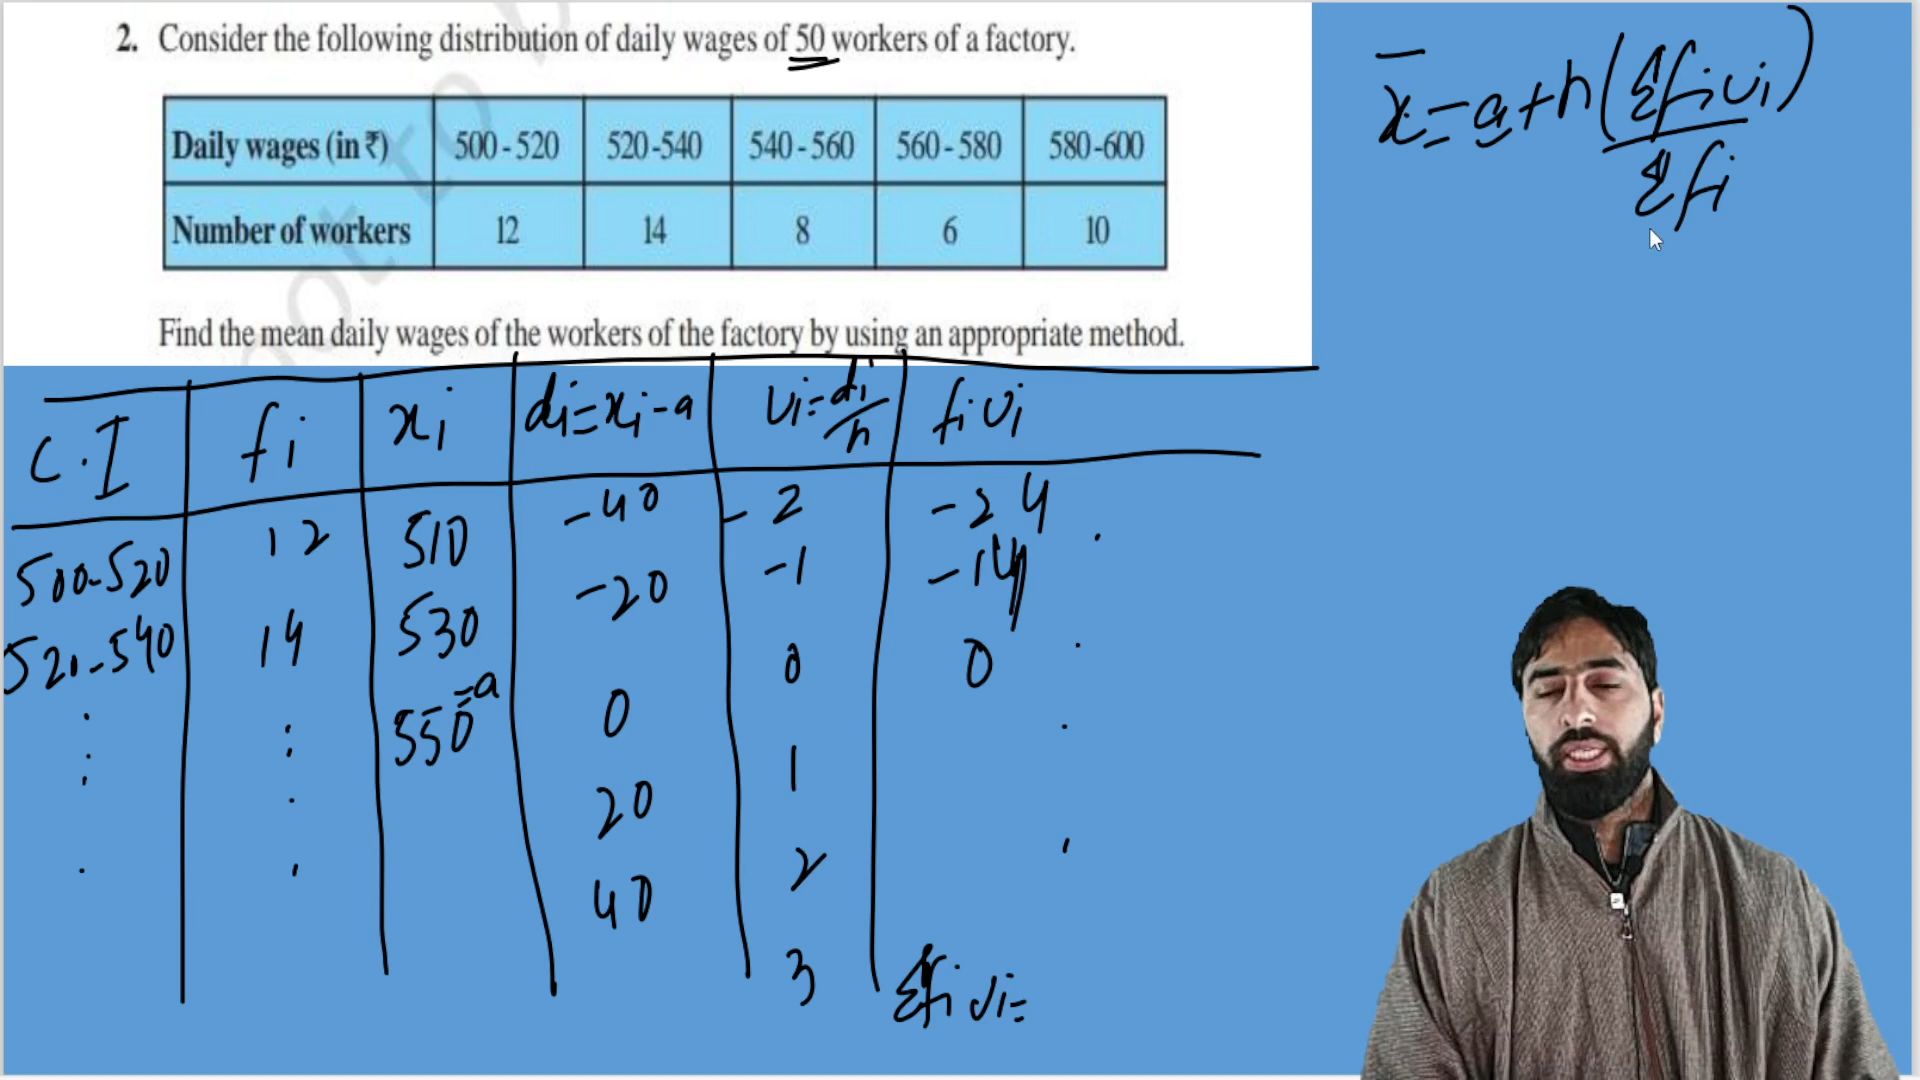 2. Consider the following distribution of daily wages of 50 workers of a factory.
Daily wages (in ₹) 500 - 520 520-540 540 - 560 560 - 580 580-600
Number of workers 12 14 8 6 10
Find the mean daily wages of the workers of the factory by using an appropriate method.
x̄ = a + h (Σfiui)
Σfi
C.I fi xi di = xi - a ui = di/h fiui
500-520 12 510 -40 -2 -24
520-540 14 530 -20 -1 -14
: : 550 = a 0 0 0
: . 20 1
. . 40 2
3 Σfiui=
not to b